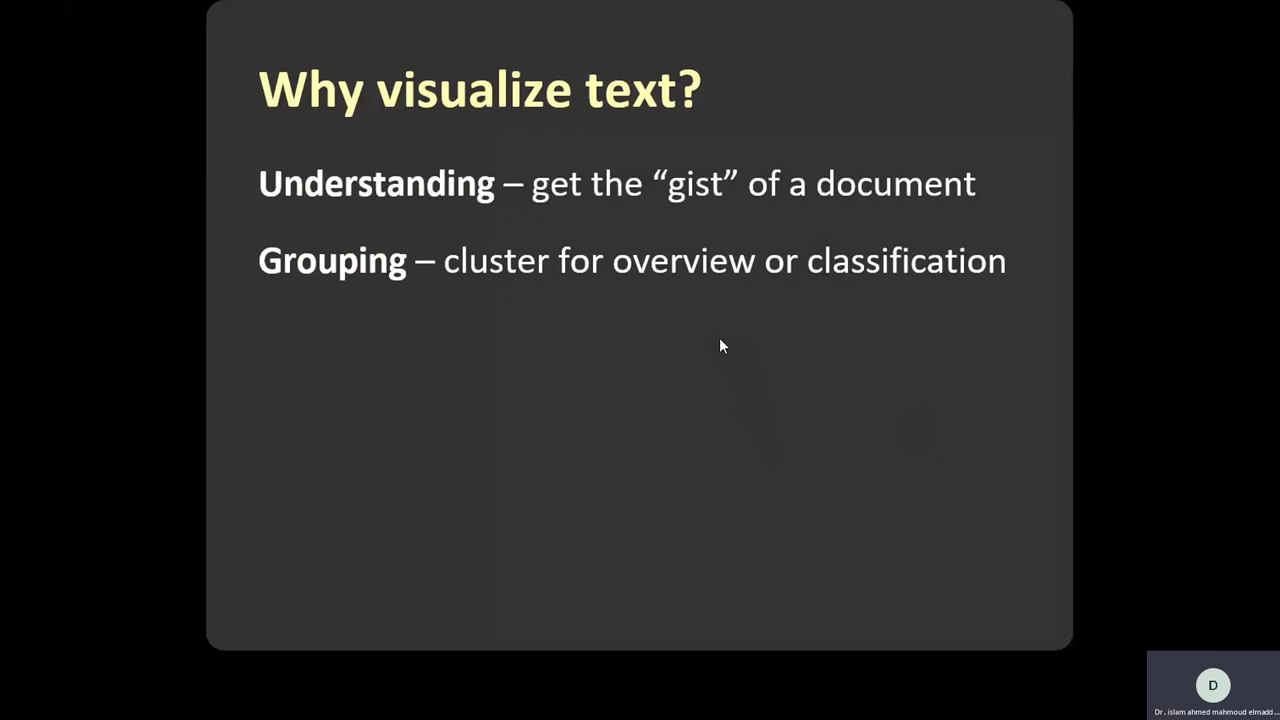 Why visualize text?
Understanding – get the “gist” of a document
Grouping – cluster for overview or classification
D
Dr. islam ahmed mahmoud elmadd...